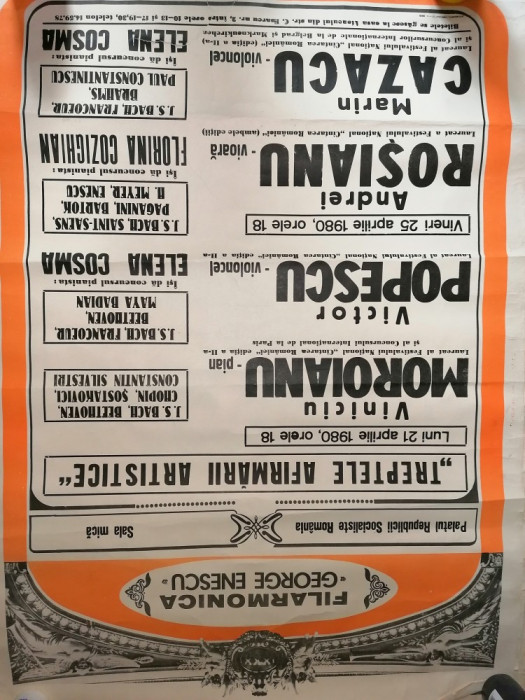 FILARMONICA
«GEORGE ENESCU»
Palatul Republicii Socialiste România
Sala mică
„TREPTELE AFIRMĂRII ARTISTICE“
Luni 21 aprilie 1980, orele 18
Viniciu
MOROIANU - pian
Laureat al Festivalului Național „Cîntarea României” ediția a II-a
și al Concursului Internațional de la Paris
J. S. BACH, BEETHOVEN,
CHOPIN, ȘOSTAKOVICI,
CONSTANTIN SILVESTRI
Victor
POPESCU - violoncel
Laureat al Festivalului Național „Cîntarea României” ediția a II-a
J. S. BACH, FRANCOEUR,
BEETHOVEN,
MAYA BADIAN
Își dă concursul pianista:
ELENA COSMA
Vineri 25 aprilie 1980, orele 18
Andrei
ROȘIANU - vioară
Laureat a Festivalului Național „Cîntarea României” (ambele ediții)
J. S. BACH, SAINT-SAENS,
PAGANINI, BARTOK,
H. MEYER, ENESCU
Își dă concursul pianista:
FLORINA COZIGHIAN
Marin
CAZACU - violoncel
Laureat al Festivalului Național „Cîntarea României” (ediția a II-a)
și al Concursurilor Internaționale de la Belgrad și Markneukirchen
J. S. BACH, FRANCOEUR,
BRAHMS,
PAUL CONSTANTINESCU
Își dă concursul pianista:
ELENA COSMA
Biletele se găsesc la casa Ateneului din str. C. Exarcu nr. 2, între orele 10-13 și 17-19,30, telefon 14.59.78